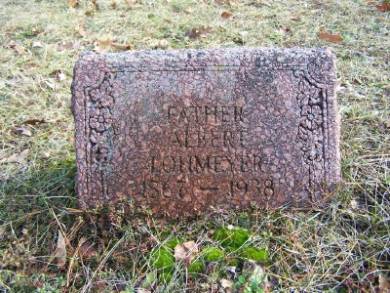 FATHER
ALBERT
LOHMEYER
1867 – 1938